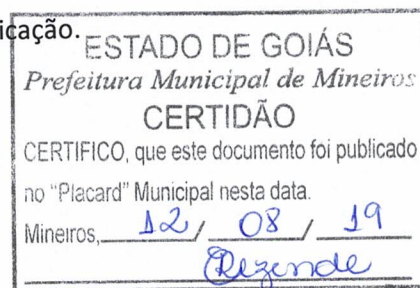 icação.
ESTADO DE GOIÁS
Prefeitura Municipal de Mineiros
CERTIDÃO
CERTIFICO, que este documento foi publicado
no "Placard" Municipal nesta data.
Mineiros, 12 / 08 / 19
Rezende